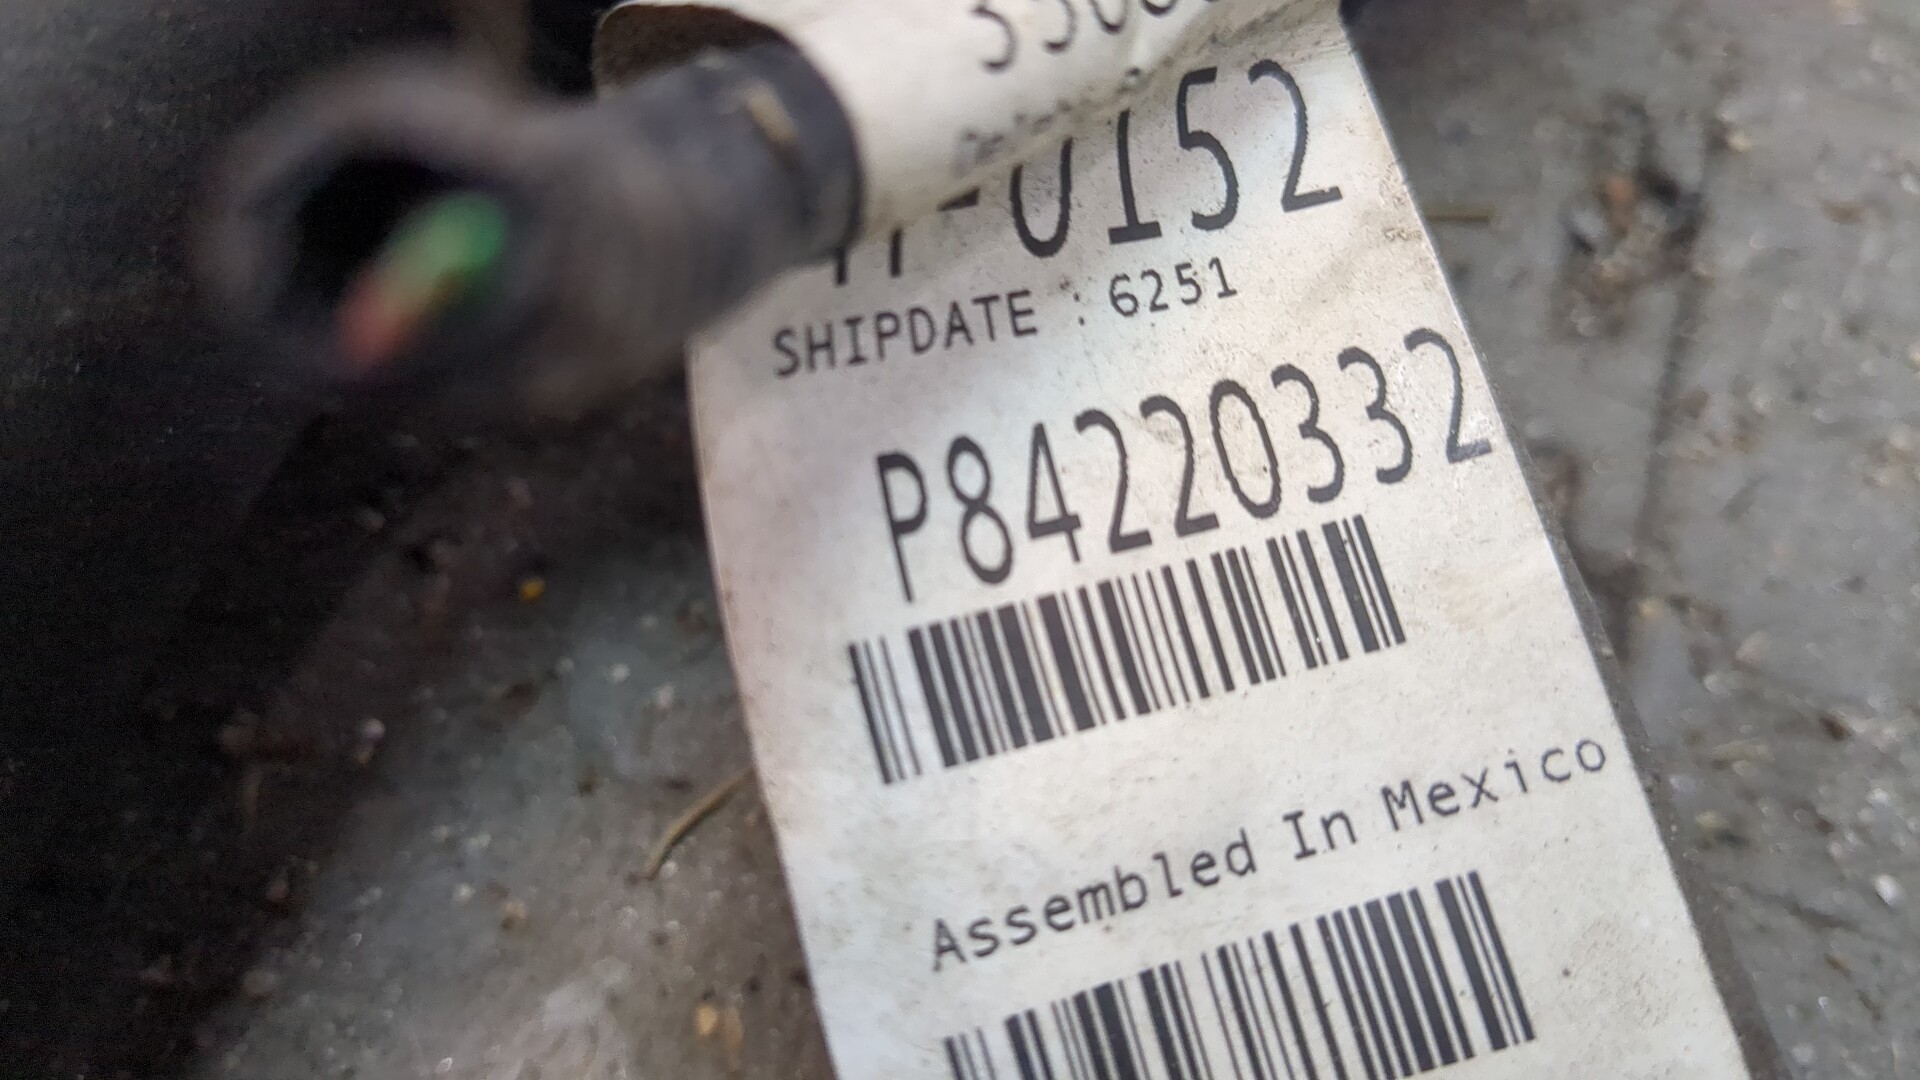 -0152
SHIPDATE : 6251
P84220332
Assembled In Mexico